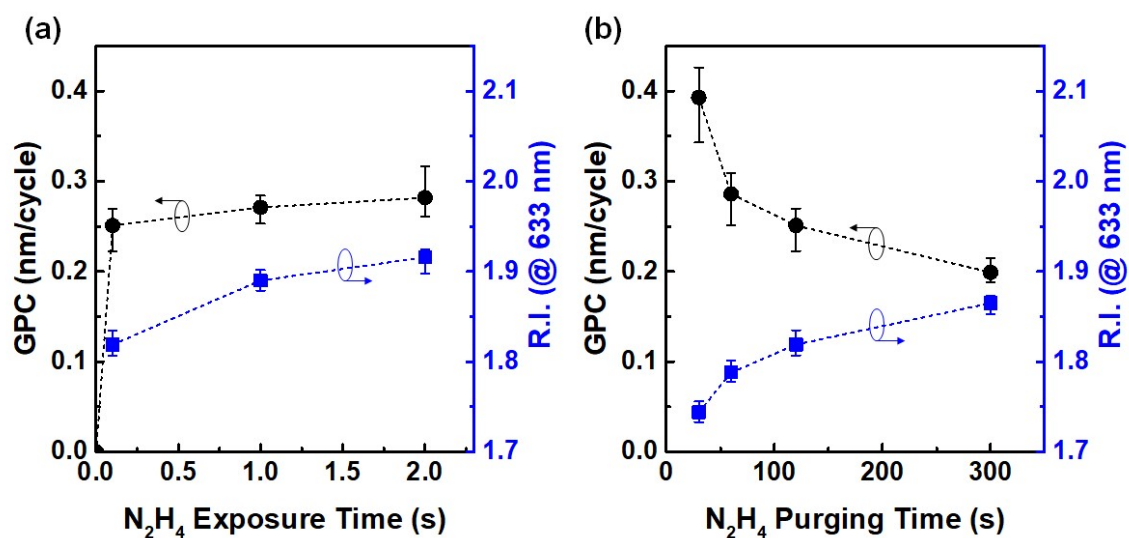 (a)
GPC (nm/cycle)
0.4
0.3
0.2
0.1
0.0
0.0 0.5 1.0 1.5 2.0
N₂H₄ Exposure Time (s)
2.1
2.0
1.9
1.8
1.7
R.I. (@ 633 nm)
(b)
GPC (nm/cycle)
0.4
0.3
0.2
0.1
0.0
0 100 200 300
N₂H₄ Purging Time (s)
2.1
2.0
1.9
1.8
1.7
R.I. (@ 633 nm)